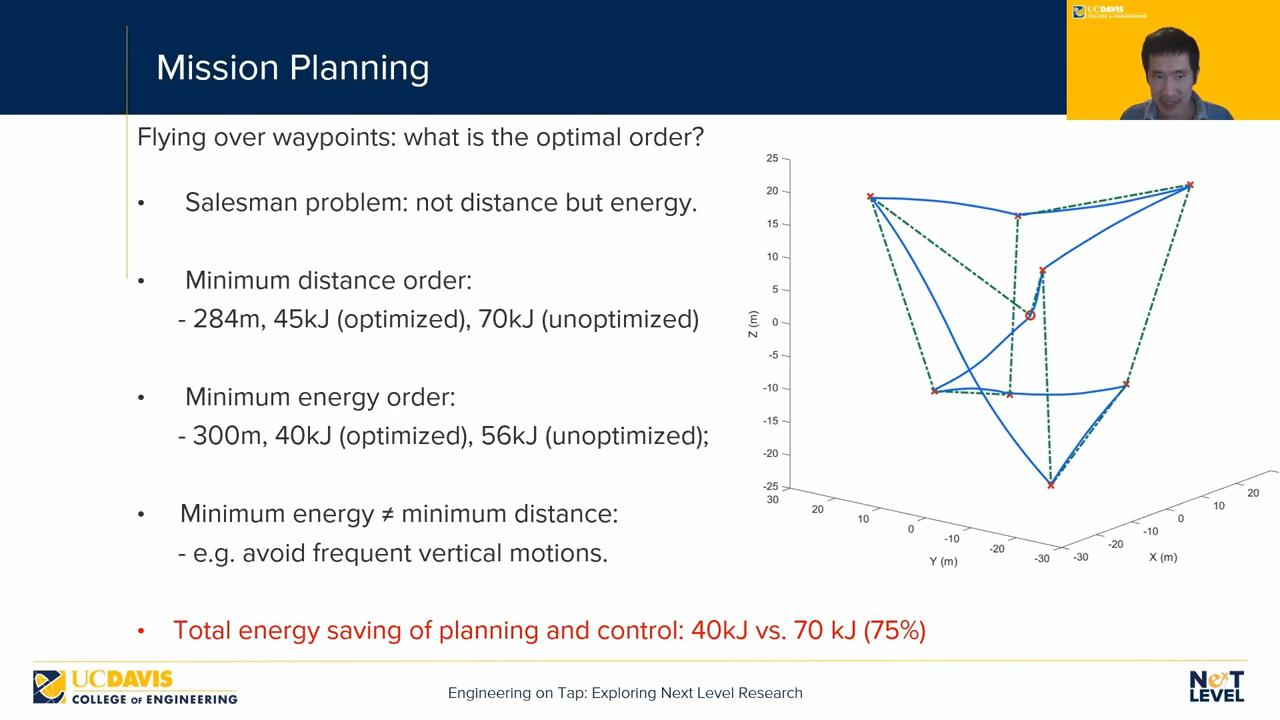 UCDAVIS
COLLEGE OF ENGINEERING
Mission Planning
Flying over waypoints: what is the optimal order?
• Salesman problem: not distance but energy.
• Minimum distance order:
- 284m, 45kJ (optimized), 70kJ (unoptimized)
• Minimum energy order:
- 300m, 40kJ (optimized), 56kJ (unoptimized);
• Minimum energy ≠ minimum distance:
- e.g. avoid frequent vertical motions.
• Total energy saving of planning and control: 40kJ vs. 70 kJ (75%)
25
20
15
10
5
0
-5
-10
-15
-20
-25
Z (m)
30
20
10
0
-10
-20
-30
Y (m)
-30
-20
-10
0
10
20
X (m)
UCDAVIS
COLLEGE OF ENGINEERING
Engineering on Tap: Exploring Next Level Research
NexT
LEVEL